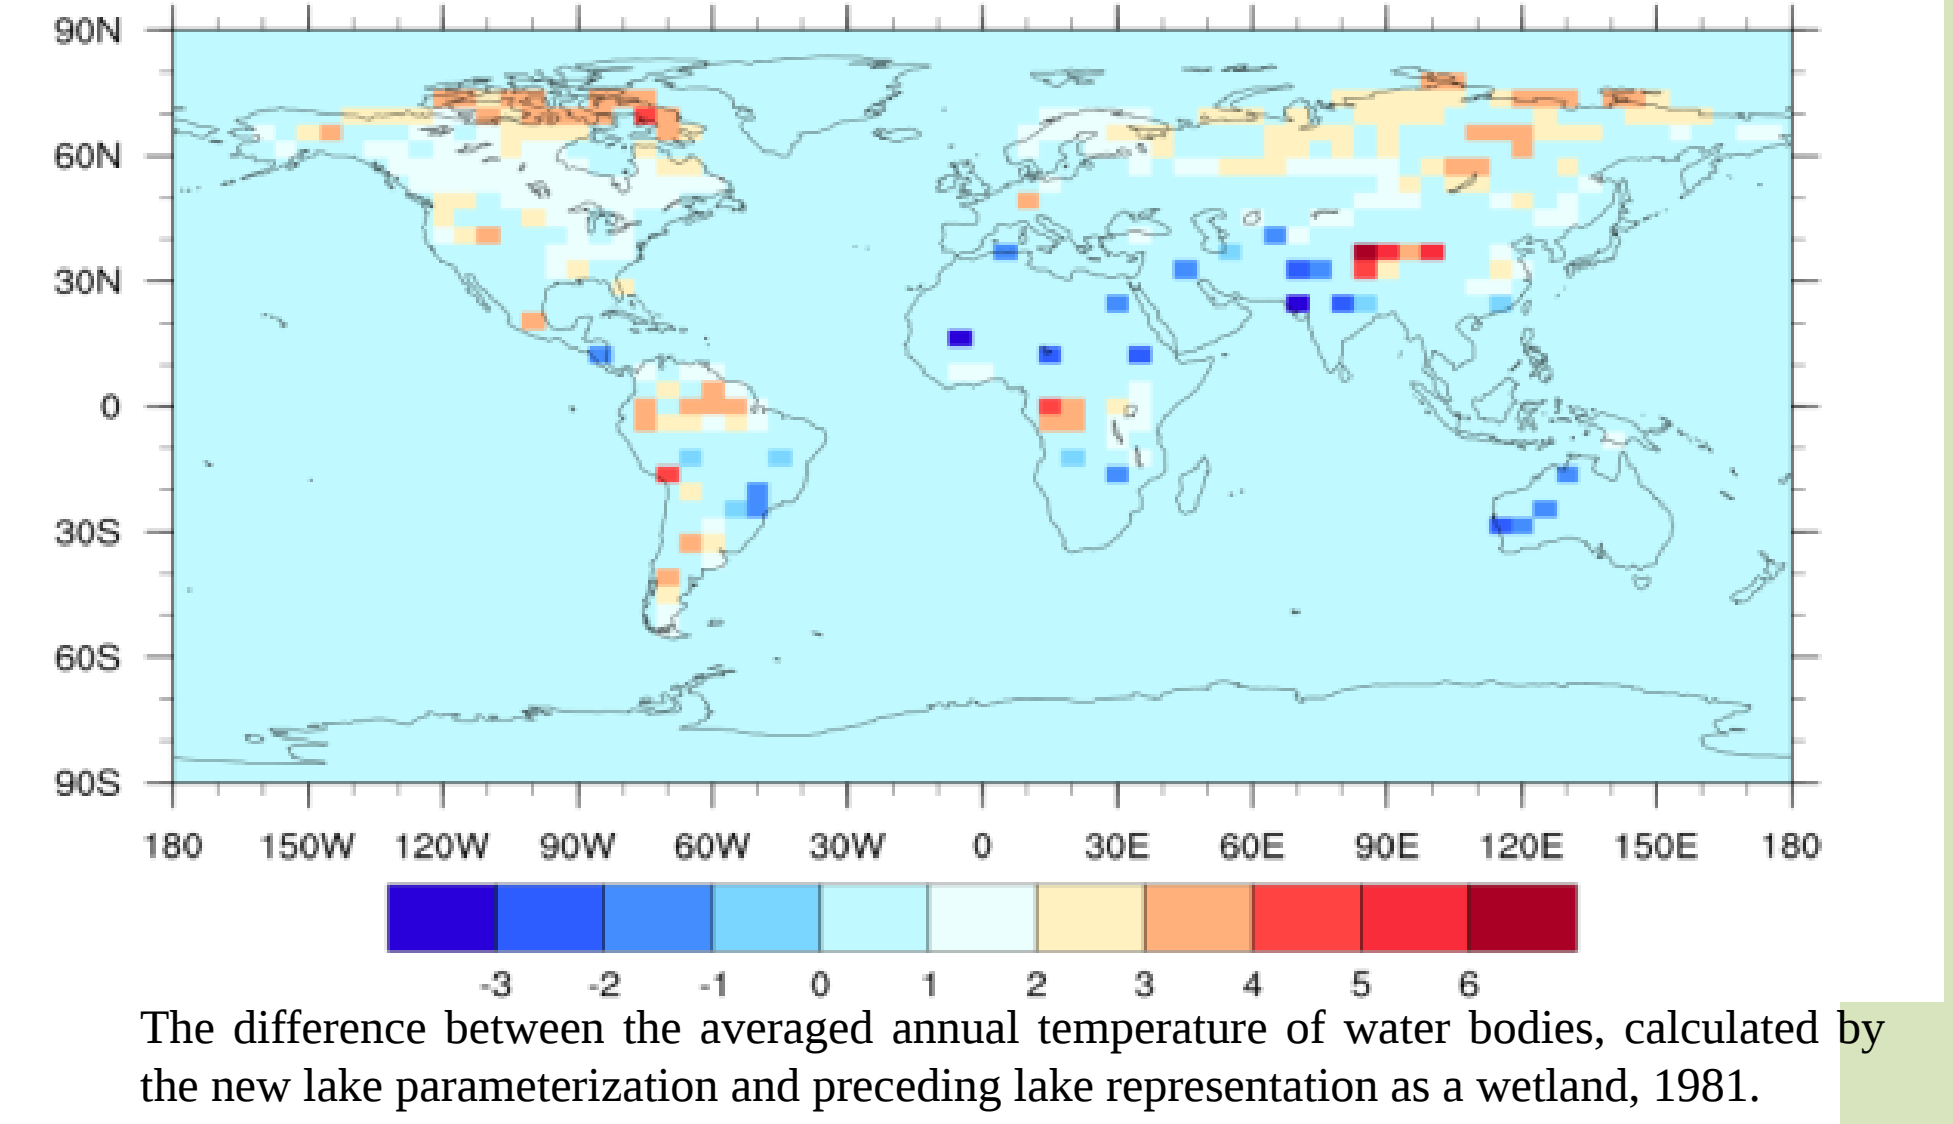 90N
60N
30N
0
30S
60S
90S
180 150W 120W 90W 60W 30W 0 30E 60E 90E 120E 150E 180
-3 -2 -1 0 1 2 3 4 5 6
The difference between the averaged annual temperature of water bodies, calculated by
the new lake parameterization and preceding lake representation as a wetland, 1981.